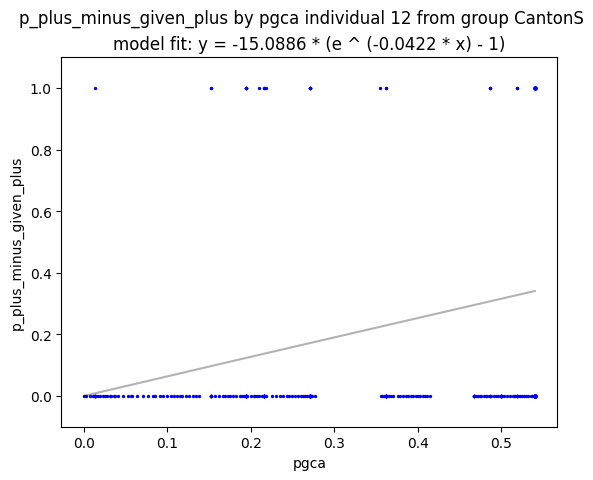 p_plus_minus_given_plus by pgca individual 12 from group CantonS
model fit: y = -15.0886 * (e ^ (-0.0422 * x) - 1)
1.0
0.8
0.6
0.4
0.2
0.0
p_plus_minus_given_plus
0.0 0.1 0.2 0.3 0.4 0.5
pgca